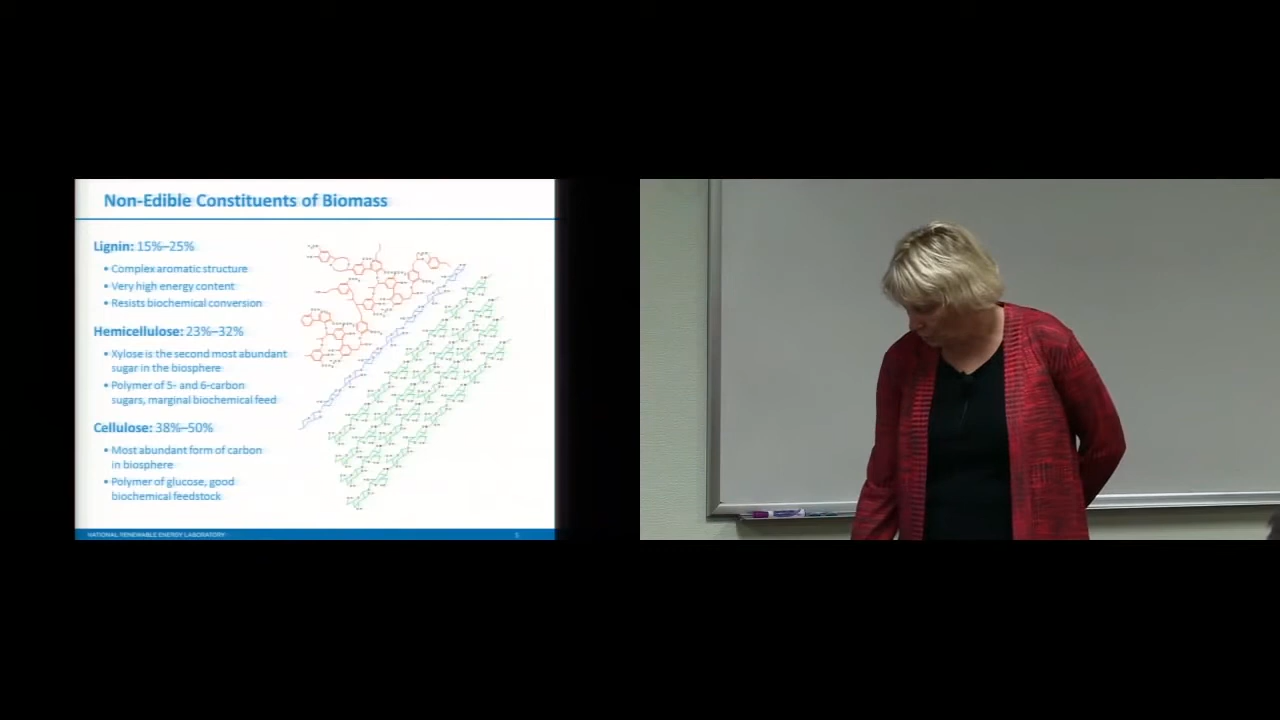 Non-Edible Constituents of Biomass
Lignin: 15%–25%
• Complex aromatic structure
• Very high energy content
• Resists biochemical conversion
Hemicellulose: 23%–32%
• Xylose is the second most abundant
sugar in the biosphere
• Polymer of 5- and 6-carbon
sugars, marginal biochemical feed
Cellulose: 38%–50%
• Most abundant form of carbon
in biosphere
• Polymer of glucose, good
biochemical feedstock
NATIONAL RENEWABLE ENERGY LABORATORY
5